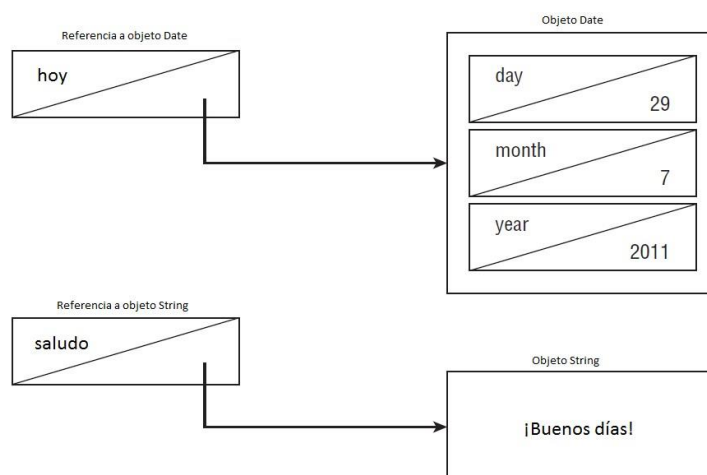 Referencia a objeto Date
hoy
Objeto Date
day
29
month
7
year
2011
Referencia a objeto String
saludo
Objeto String
¡Buenos días!